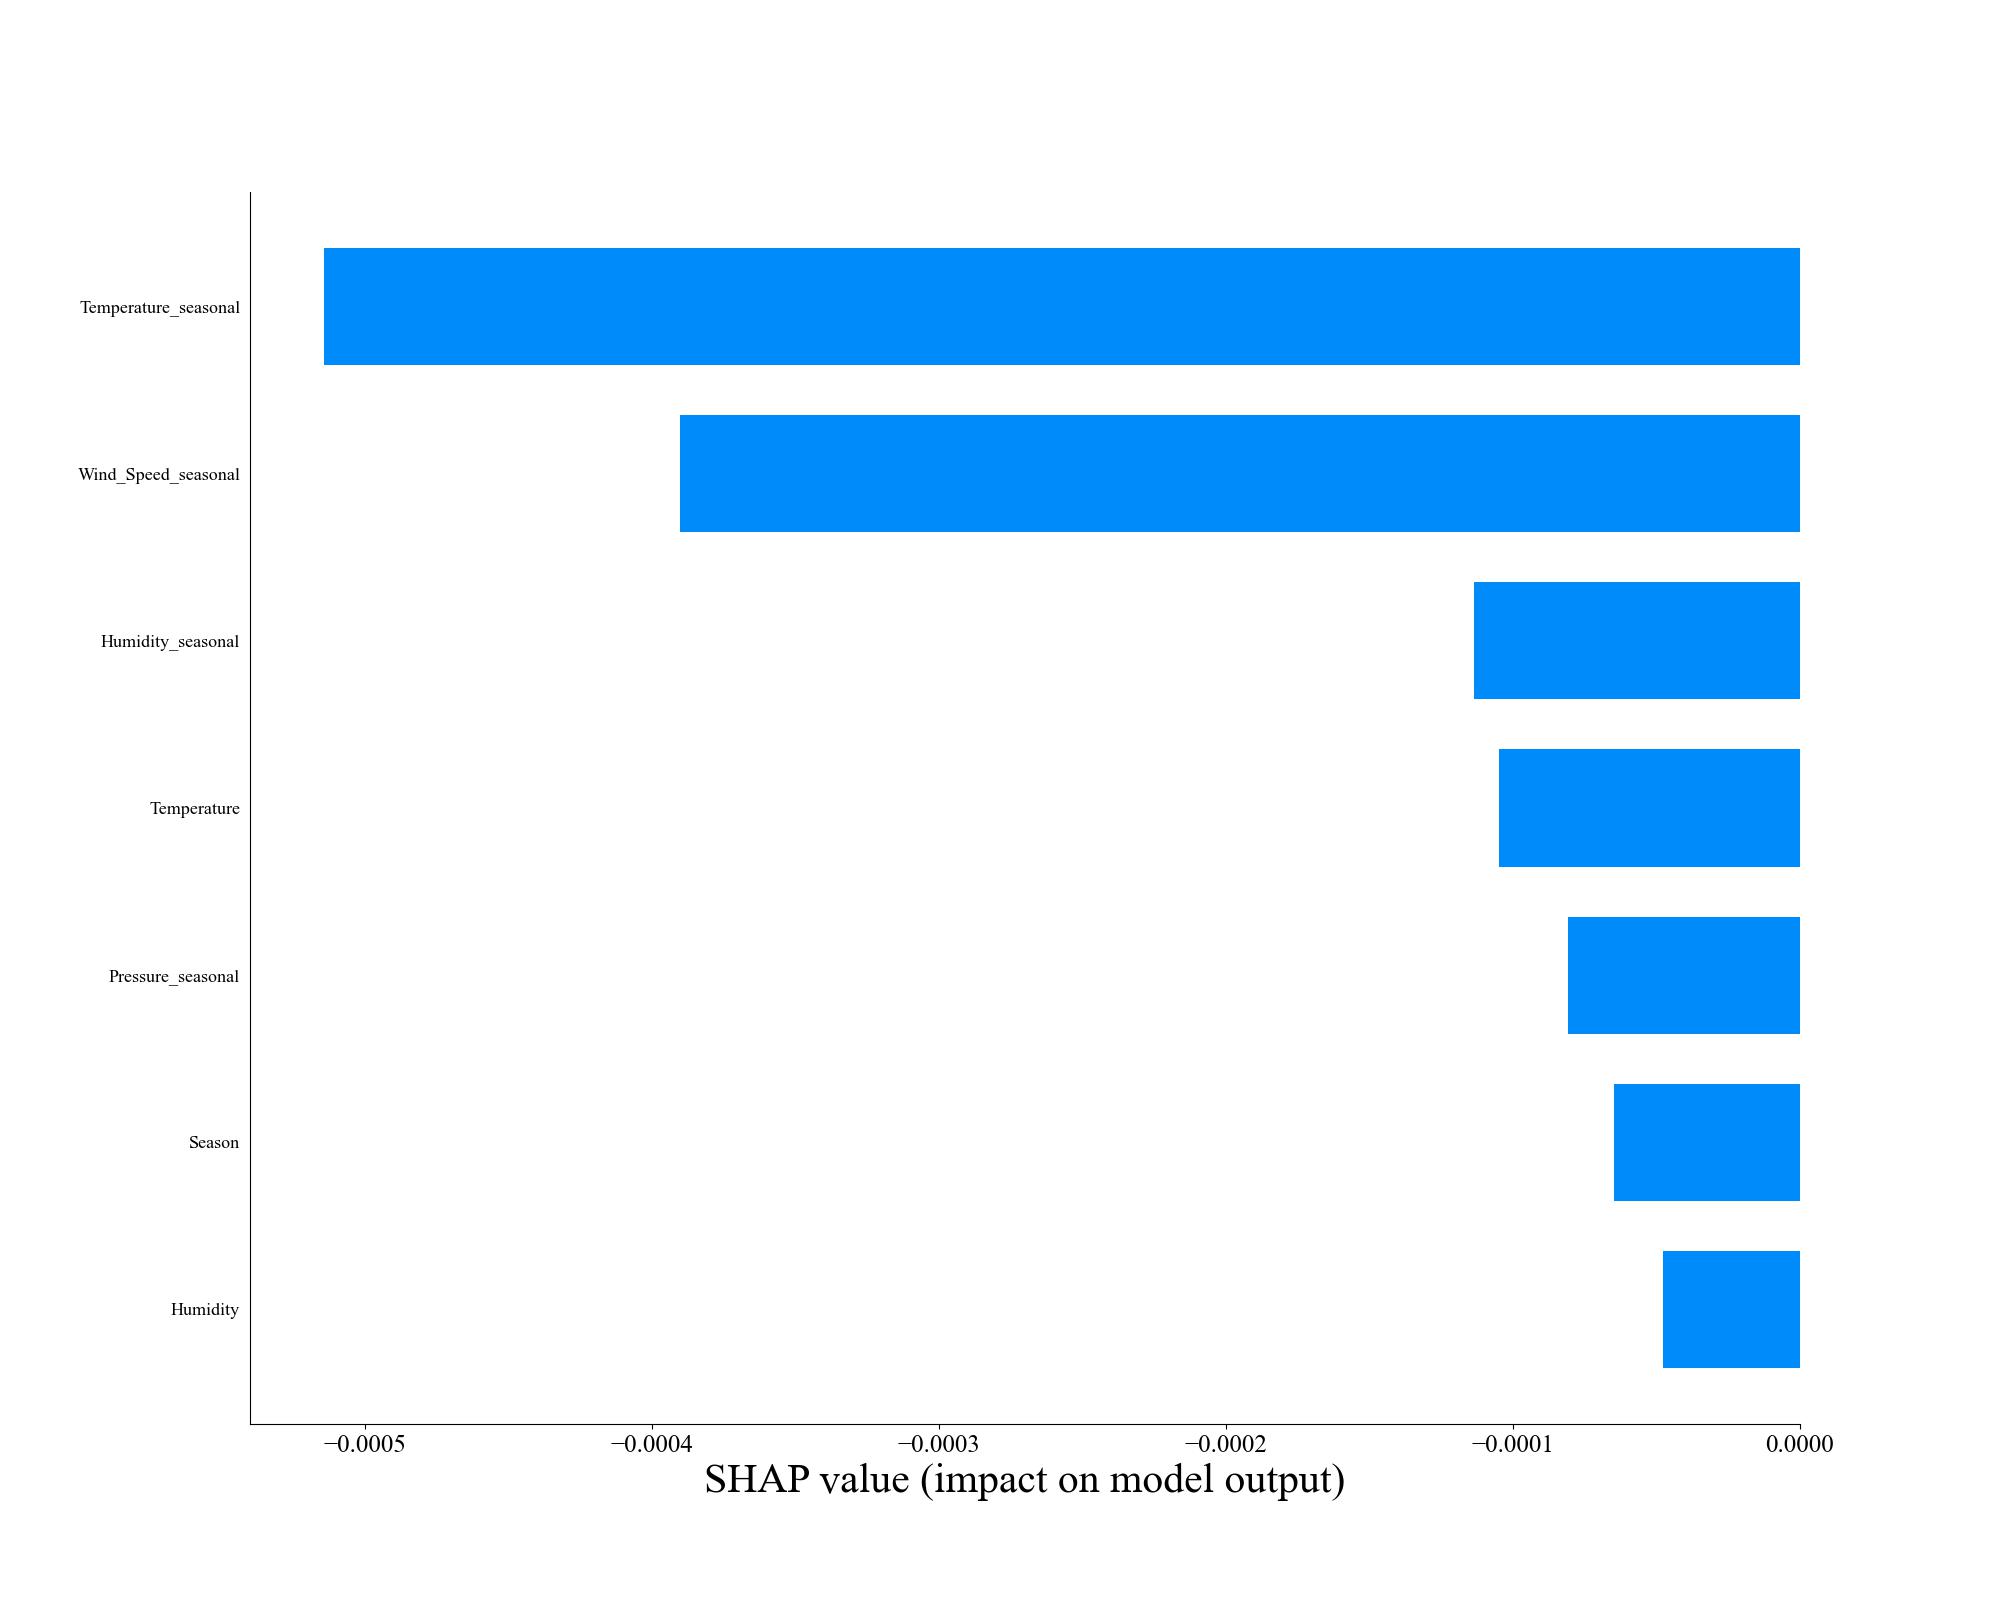 Temperature_seasonal
Wind_Speed_seasonal
Humidity_seasonal
Temperature
Pressure_seasonal
Season
Humidity
−0.0005 −0.0004 −0.0003 −0.0002 −0.0001 0.0000
SHAP value (impact on model output)